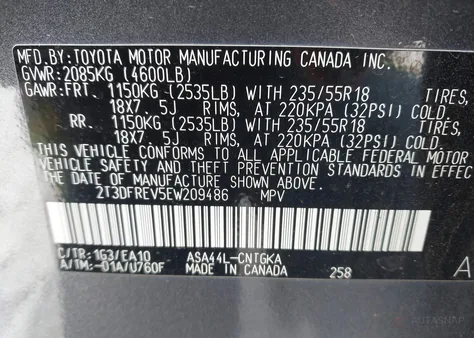 MFD.BY:TOYOTA MOTOR MANUFACTURING CANADA INC.
GVWR:2085KG (4600LB)
GAWR:FRT. 1150KG (2535LB) WITH 235/55R18 TIRES,
18X7. 5J RIMS, AT 220KPA (32PSI) COLD.
RR. 1150KG (2535LB) WITH 235/55R18 TIRES,
18X7. 5J RIMS, AT 220KPA (32PSI) COLD.
THIS VEHICLE CONFORMS TO ALL APPLICABLE FEDERAL MOTOR
VEHICLE SAFETY AND THEFT PREVENTION STANDARDS IN EFFEC
THE DATE OF MANUFACTURE SHOWN ABOVE.
2T3DFREV5EW209486 MPV
C/TR:1G3/EA10 ASA44L-CNTGKA
A/TM:-01A/U760F MADE IN CANADA 258 A